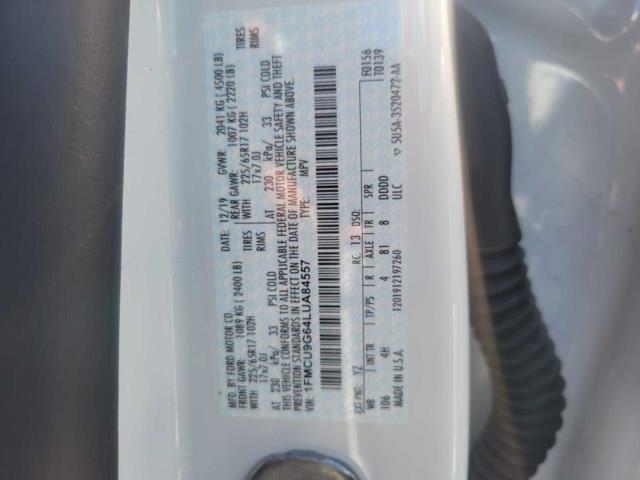 MFD. BY FORD MOTOR CO.
DATE: 12/19 GVWR: 2041 KG ( 4500 LB)
FRONT GAWR: 1089 KG ( 2400 LB) REAR GAWR: 1007 KG ( 2220 LB)
WITH 225/65R17 102H TIRES WITH 225/65R17 102H TIRES
17x7.0J RIMS 17x7.0J RIMS
AT 230 kPa/ 33 PSI COLD AT 230 kPa/ 33 PSI COLD
THIS VEHICLE CONFORMS TO ALL APPLICABLE FEDERAL MOTOR VEHICLE SAFETY AND THEFT
PREVENTION STANDARDS IN EFFECT ON THE DATE OF MANUFACTURE SHOWN ABOVE.
VIN: 1FMCU9G64LUA84557 TYPE: MPV
F0156
T0139
EXT PNT: YZ RC: 13 DSO:
WB INT TR TP/PS R AXLE TR SPR
106 4H 4 81 8 DDDD
MADE IN U.S.A. 1201912197260 ULC
▽ 5U5A-3520472-AA